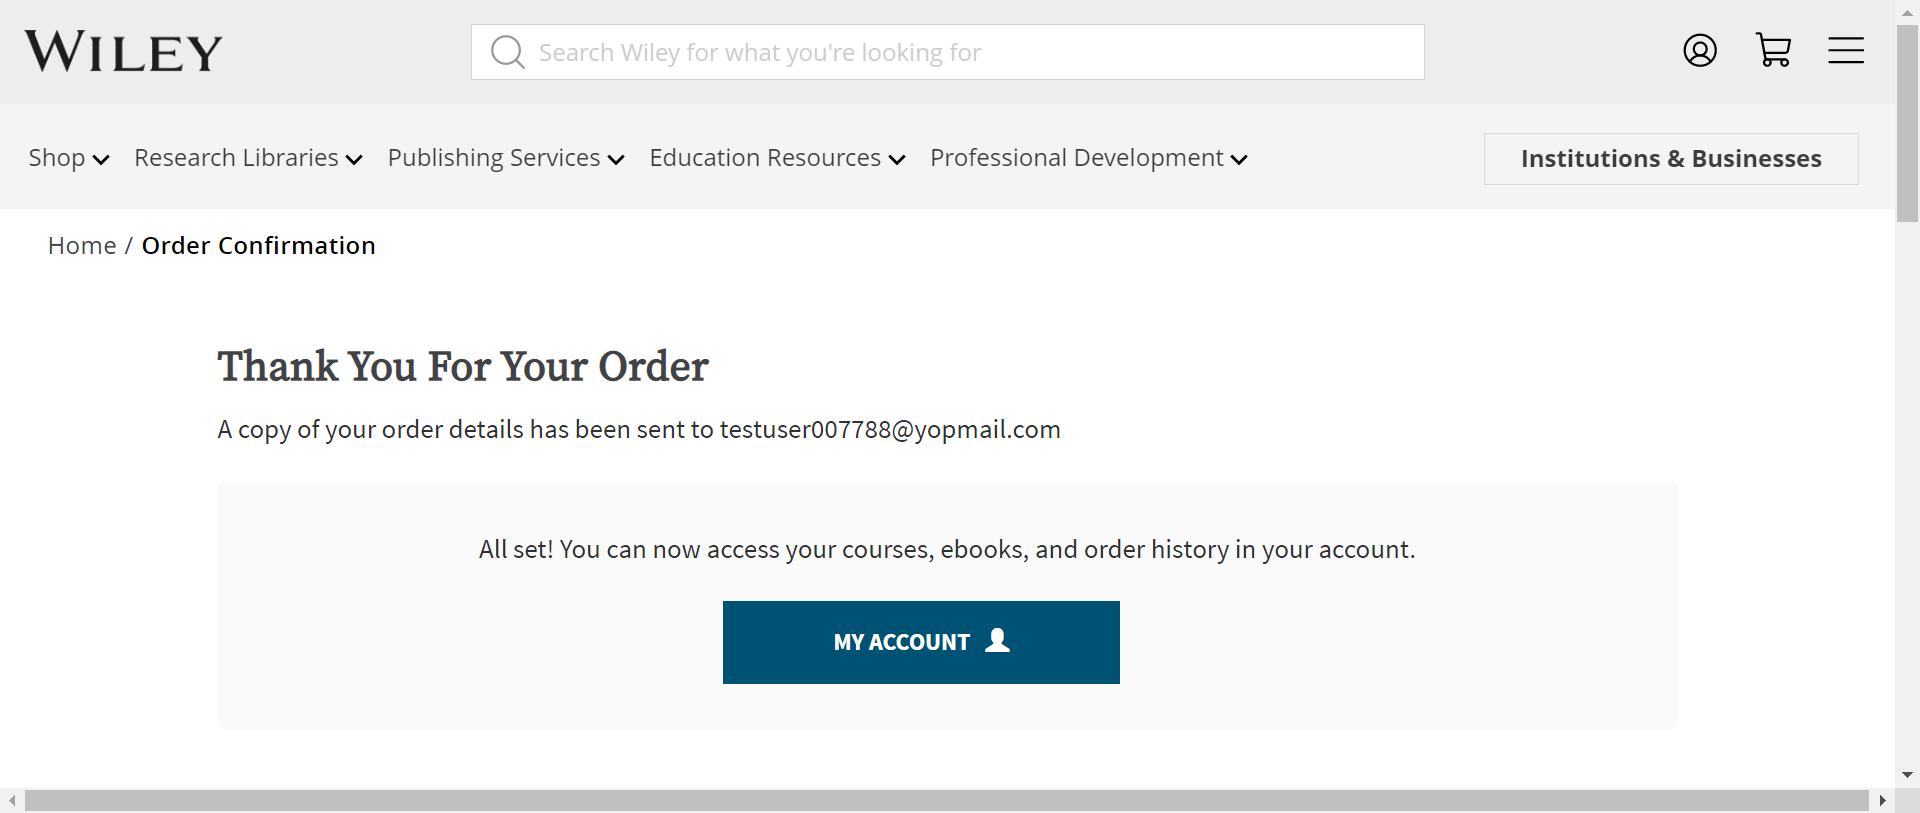 WILEY
Search Wiley for what you're looking for
Shop Research Libraries Publishing Services Education Resources Professional Development Institutions & Businesses
Home / Order Confirmation
Thank You For Your Order
A copy of your order details has been sent to testuser007788@yopmail.com
All set! You can now access your courses, ebooks, and order history in your account.
MY ACCOUNT